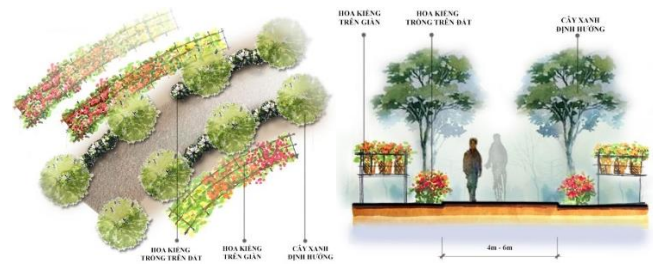 HOA KIỂNG
TRÊN GIÀN
HOA KIỂNG
TRỒNG TRÊN ĐẤT
CÂY XANH
ĐỊNH HƯỚNG
4m - 6m
HOA KIỂNG
TRỒNG TRÊN ĐẤT
HOA KIỂNG
TRÊN GIÀN
CÂY XANH
ĐỊNH HƯỚNG